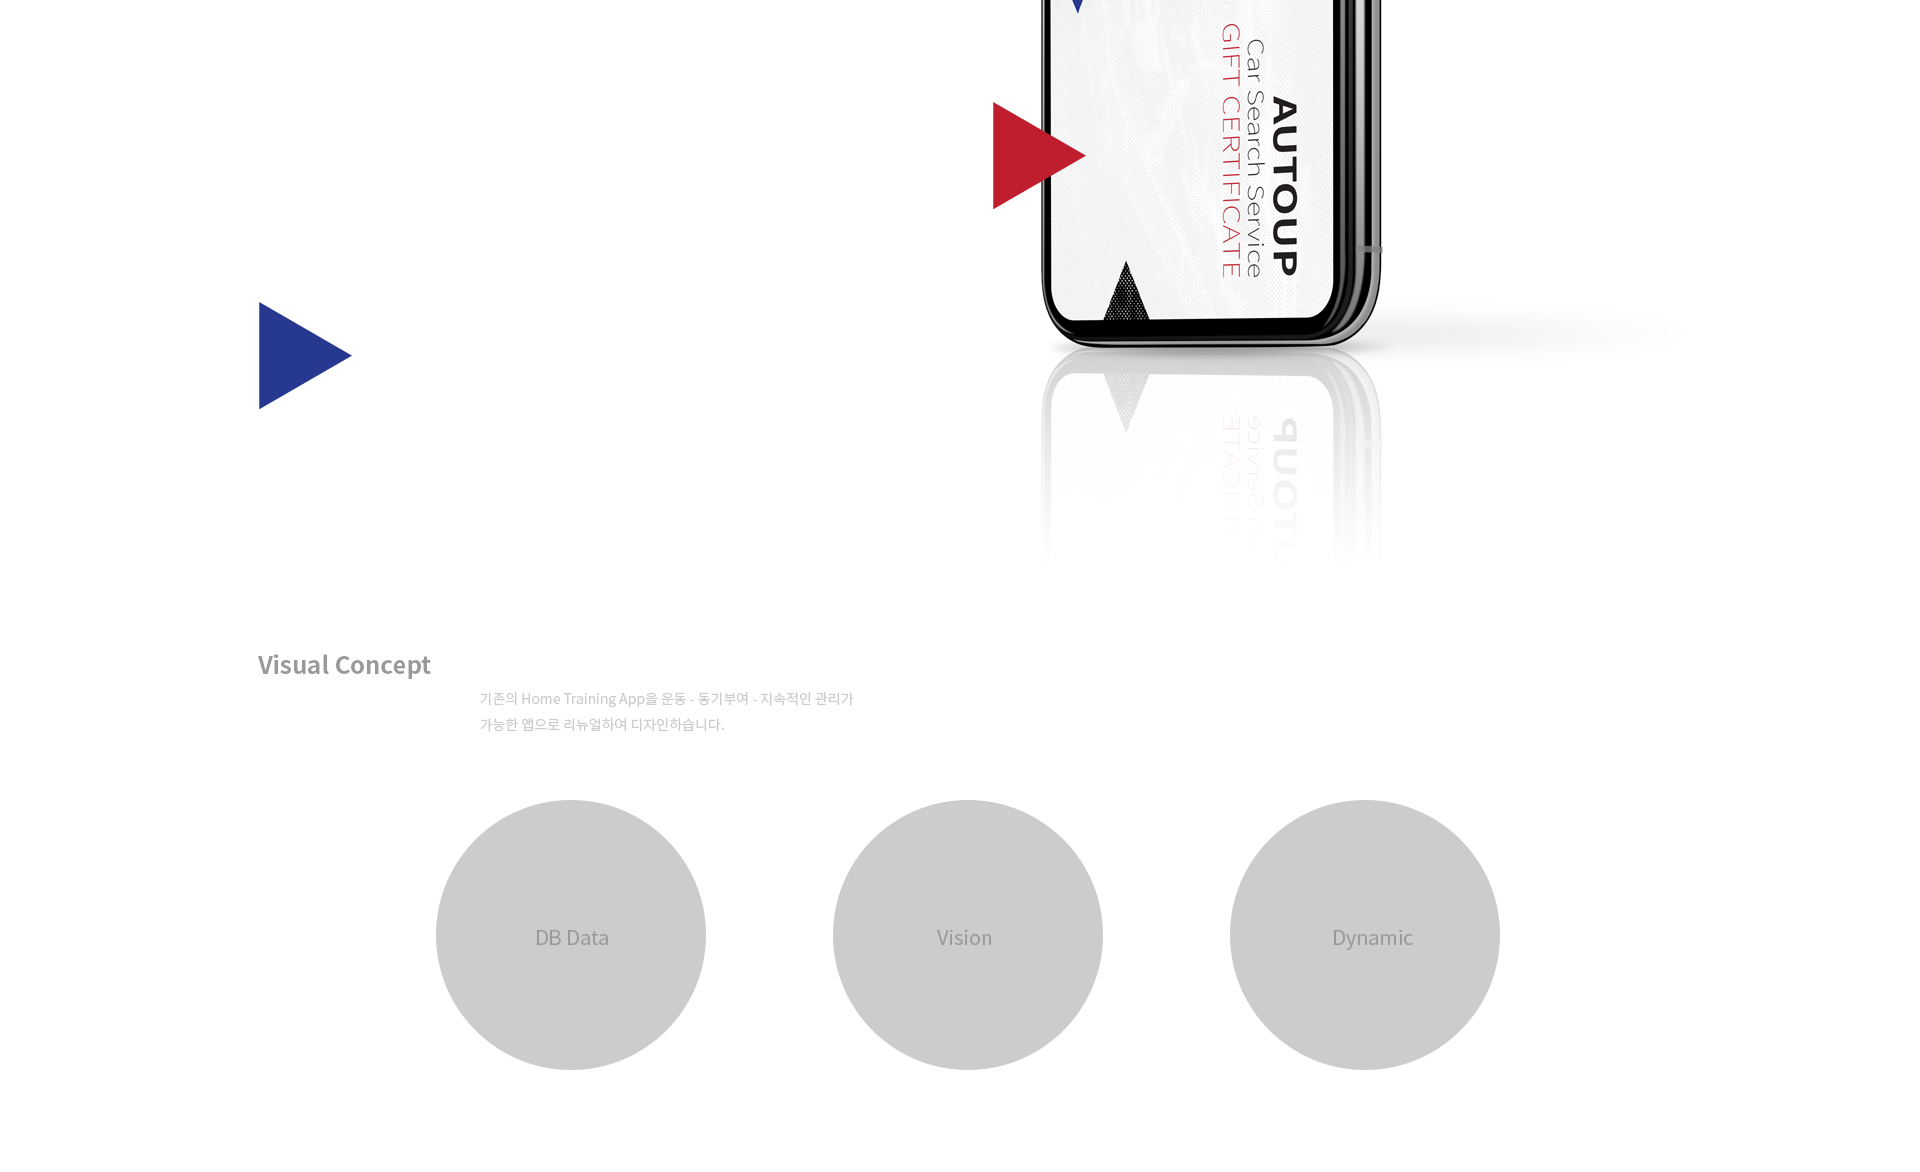 AUTOUP
Car Search Service
GIFT CERTIFICATE
Visual Concept
기존의 Home Training App을 운동 - 동기부여 - 지속적인 관리가
가능한 앱으로 리뉴얼하여 디자인하습니다.
DB Data
Vision
Dynamic